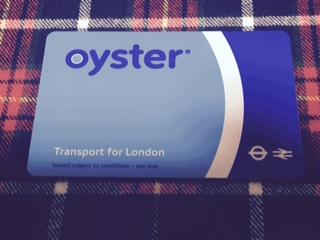 oyster®
Transport for London
Issued subject to conditions – see over